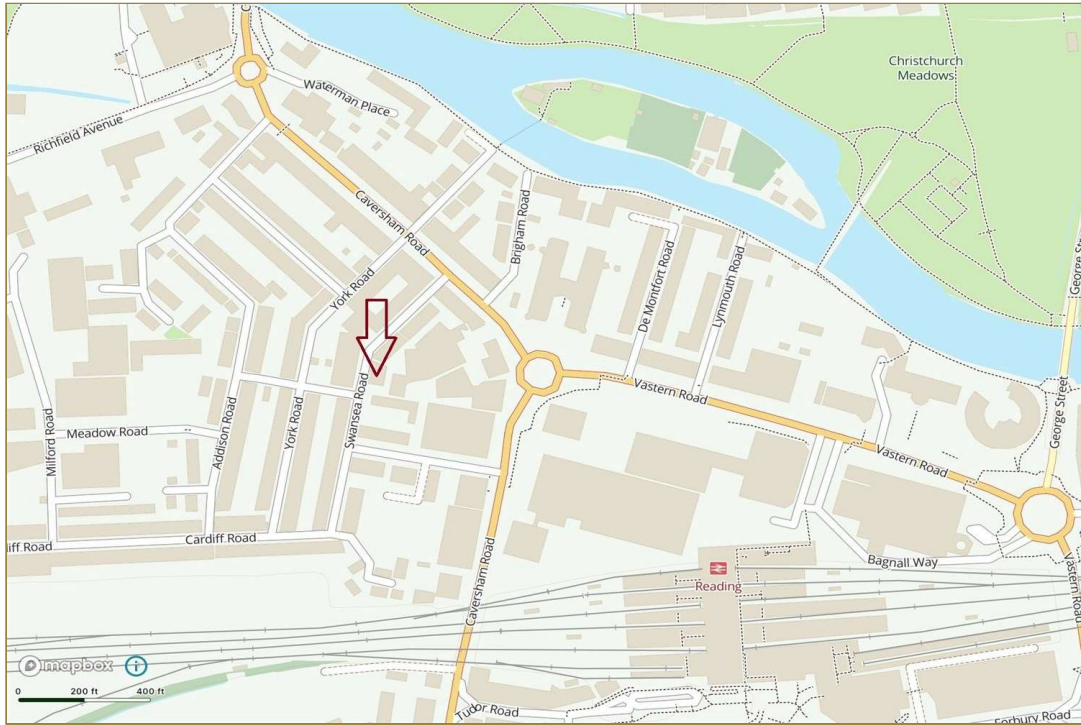 Christchurch
Meadows
Waterman Place
Richfield Avenue
Caversham Road
Brigham Road
York Road
De Montfort Road
Lynmouth Road
George Street
Vastern Road
Swansea Road
Milford Road
Meadow Road
Addison Road
York Road
George Street
Vastern Road
Cardiff Road
iff Road
Bagnall Way
Reading
Caversham Road
Vastern Road
mapbox
i
0 200 ft 400 ft
Tudor Road
Forbury Road